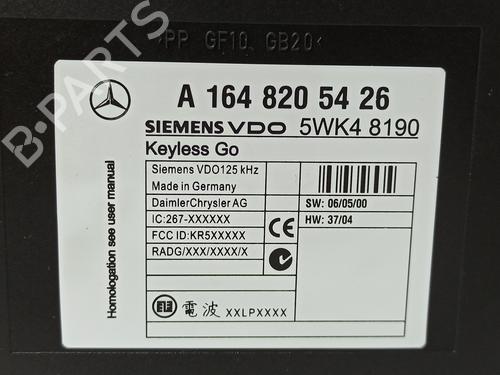 >PP GF10, GB20<
A 164 820 54 26
SIEMENS VDO 5WK4 8190
Keyless Go
Siemens VDO125 kHz
Made in Germany
DaimlerChrysler AG
IC:267-XXXXXX
FCC ID:KR5XXXXX
RADG/XXX/XXXX/X
SW: 06/05/00
HW: 37/04
CE
電波 XXLPXXXX
Homologation see user manual
B-PARTS